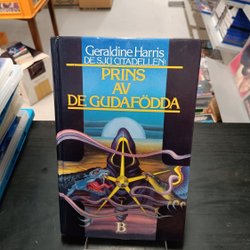 Geraldine Harris
DE SJU CITADELLEN:
PRINS
AV
DE GUDAFÖDDA
B